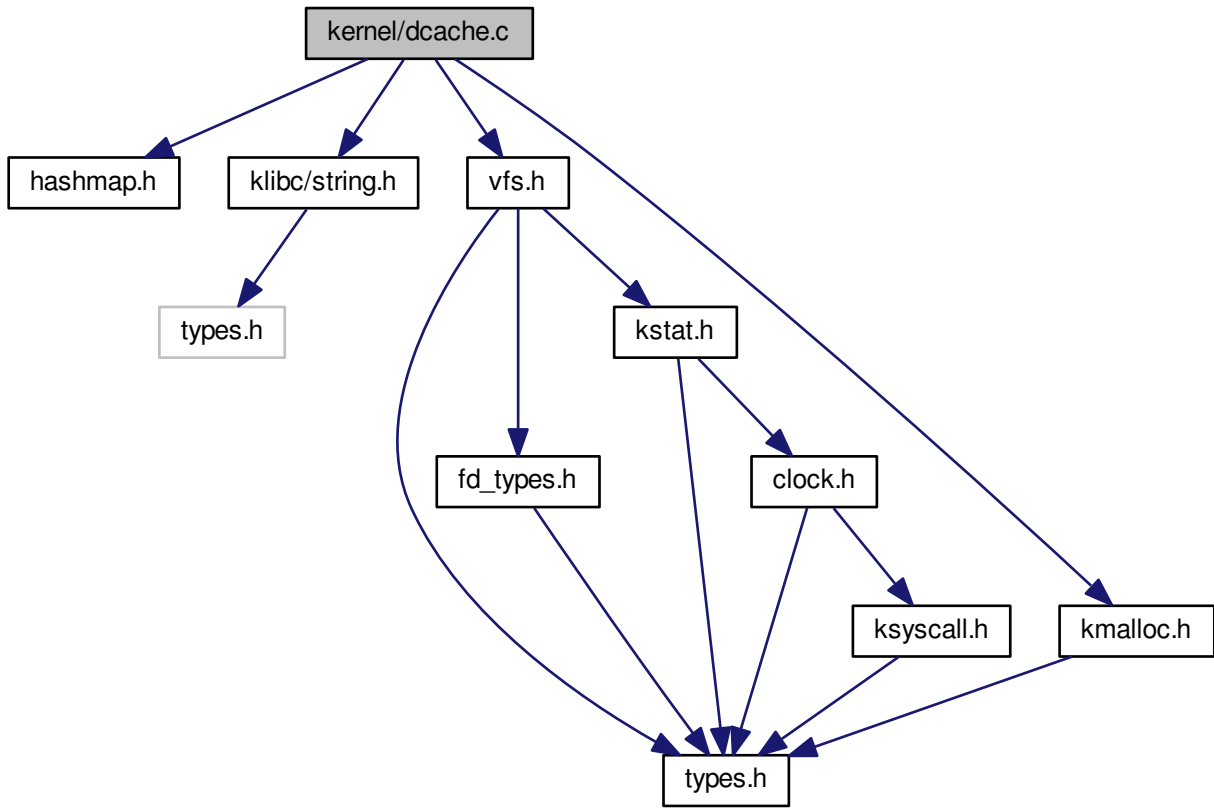 kernel/dcache.c
hashmap.h
klibc/string.h
vfs.h
types.h
kstat.h
fd_types.h
clock.h
ksyscall.h
kmalloc.h
types.h